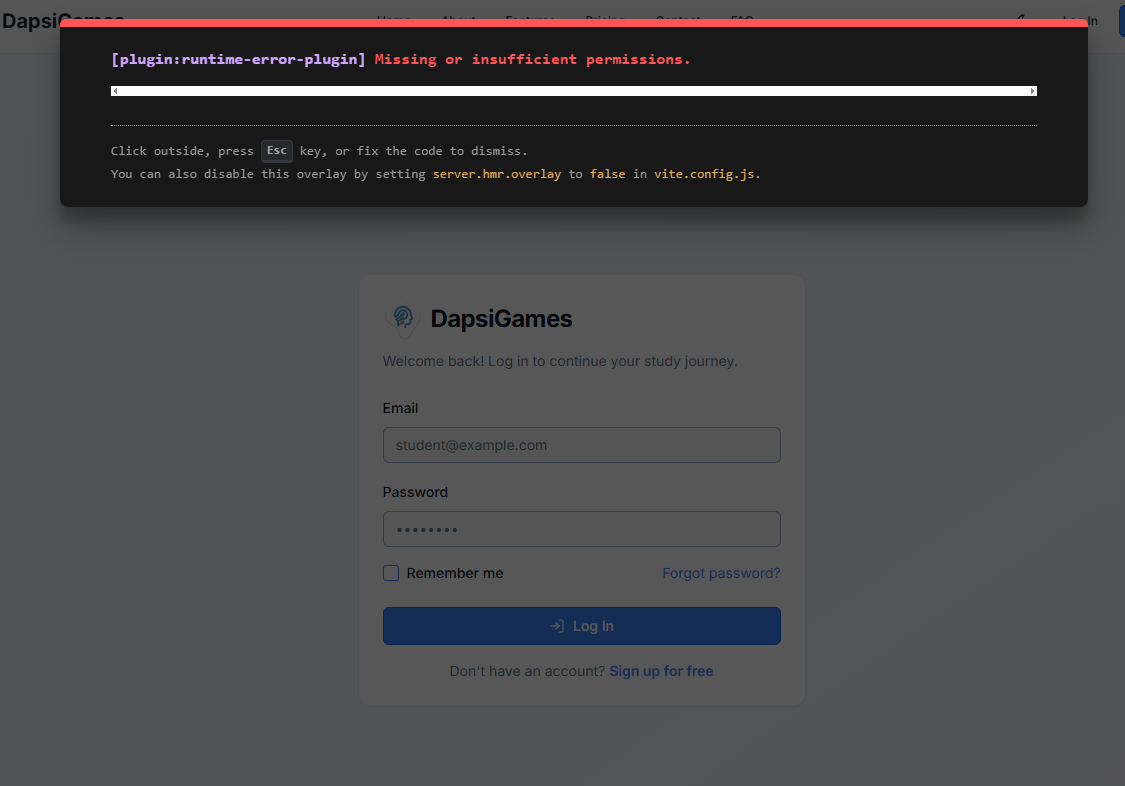 DapsiGames Home About Features Pricing Contact FAQ Log In
[plugin:runtime-error-plugin] Missing or insufficient permissions.
Click outside, press Esc key, or fix the code to dismiss.
You can also disable this overlay by setting server.hmr.overlay to false in vite.config.js.
DapsiGames
Welcome back! Log in to continue your study journey.
Email
student@example.com
Password
Remember me Forgot password?
Log In
Don't have an account? Sign up for free